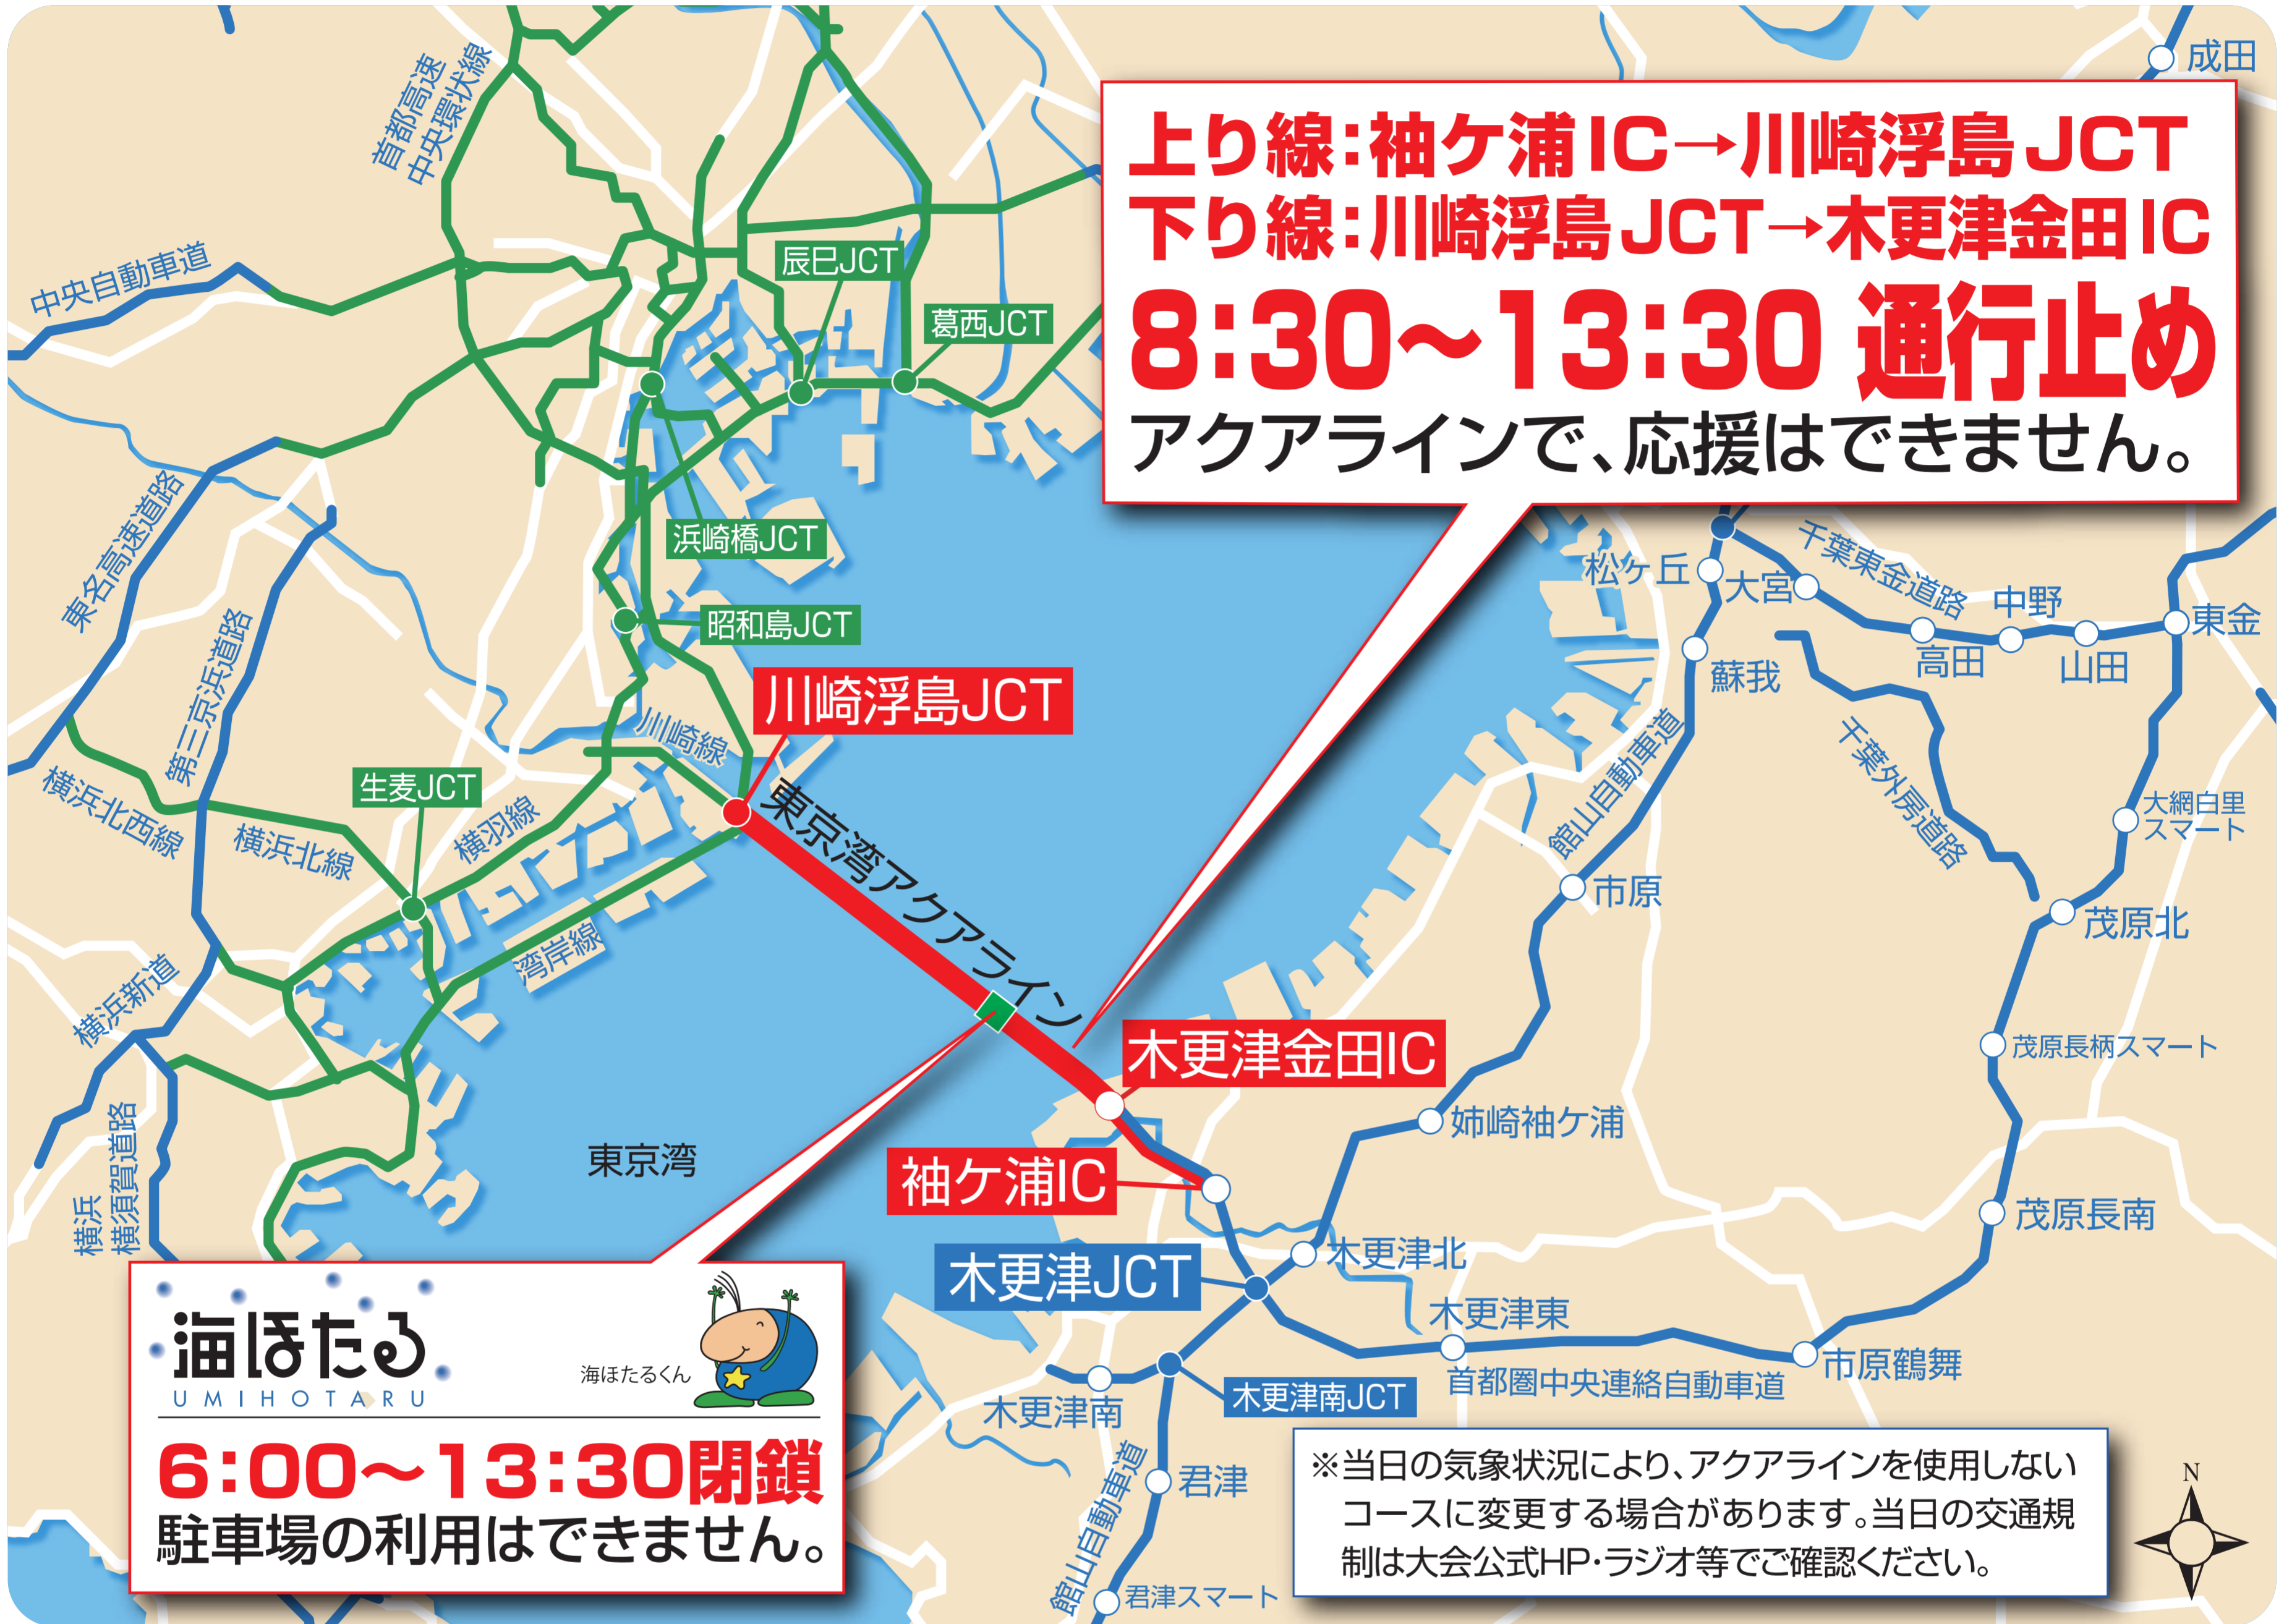 首都高速
中央環状線
成田
上り線：袖ケ浦IC→川崎浮島JCT
下り線：川崎浮島JCT→木更津金田IC
8：30～13：30 通行止め
アクアラインで、応援はできません。
中央自動車道
辰巳JCT
葛西JCT
東名高速道路
浜崎橋JCT
松ケ丘
大宮
千葉東金道路
中野
東金
高田
山田
蘇我
昭和島JCT
第三京浜道路
川崎浮島JCT
川崎線
館山自動車道
千葉外房道路
横浜北西線
横浜北線
生麦JCT
横羽線
東京湾アクアライン
大網白里
スマート
市原
茂原北
湾岸線
横浜新道
木更津金田IC
茂原長柄スマート
姉崎袖ケ浦
横浜
横須賀道路
東京湾
袖ケ浦IC
茂原長南
木更津JCT
木更津北
木更津東
市原鶴舞
首都圏中央連絡自動車道
木更津南JCT
木更津南
海ほたる
UMIHOTARU
海ほたるくん
6：00～13：30閉鎖
駐車場の利用はできません。
館山自動車道
君津
君津スマート
※当日の気象状況により、アクアラインを使用しない
コースに変更する場合があります。当日の交通規
制は大会公式HP・ラジオ等でご確認ください。
N